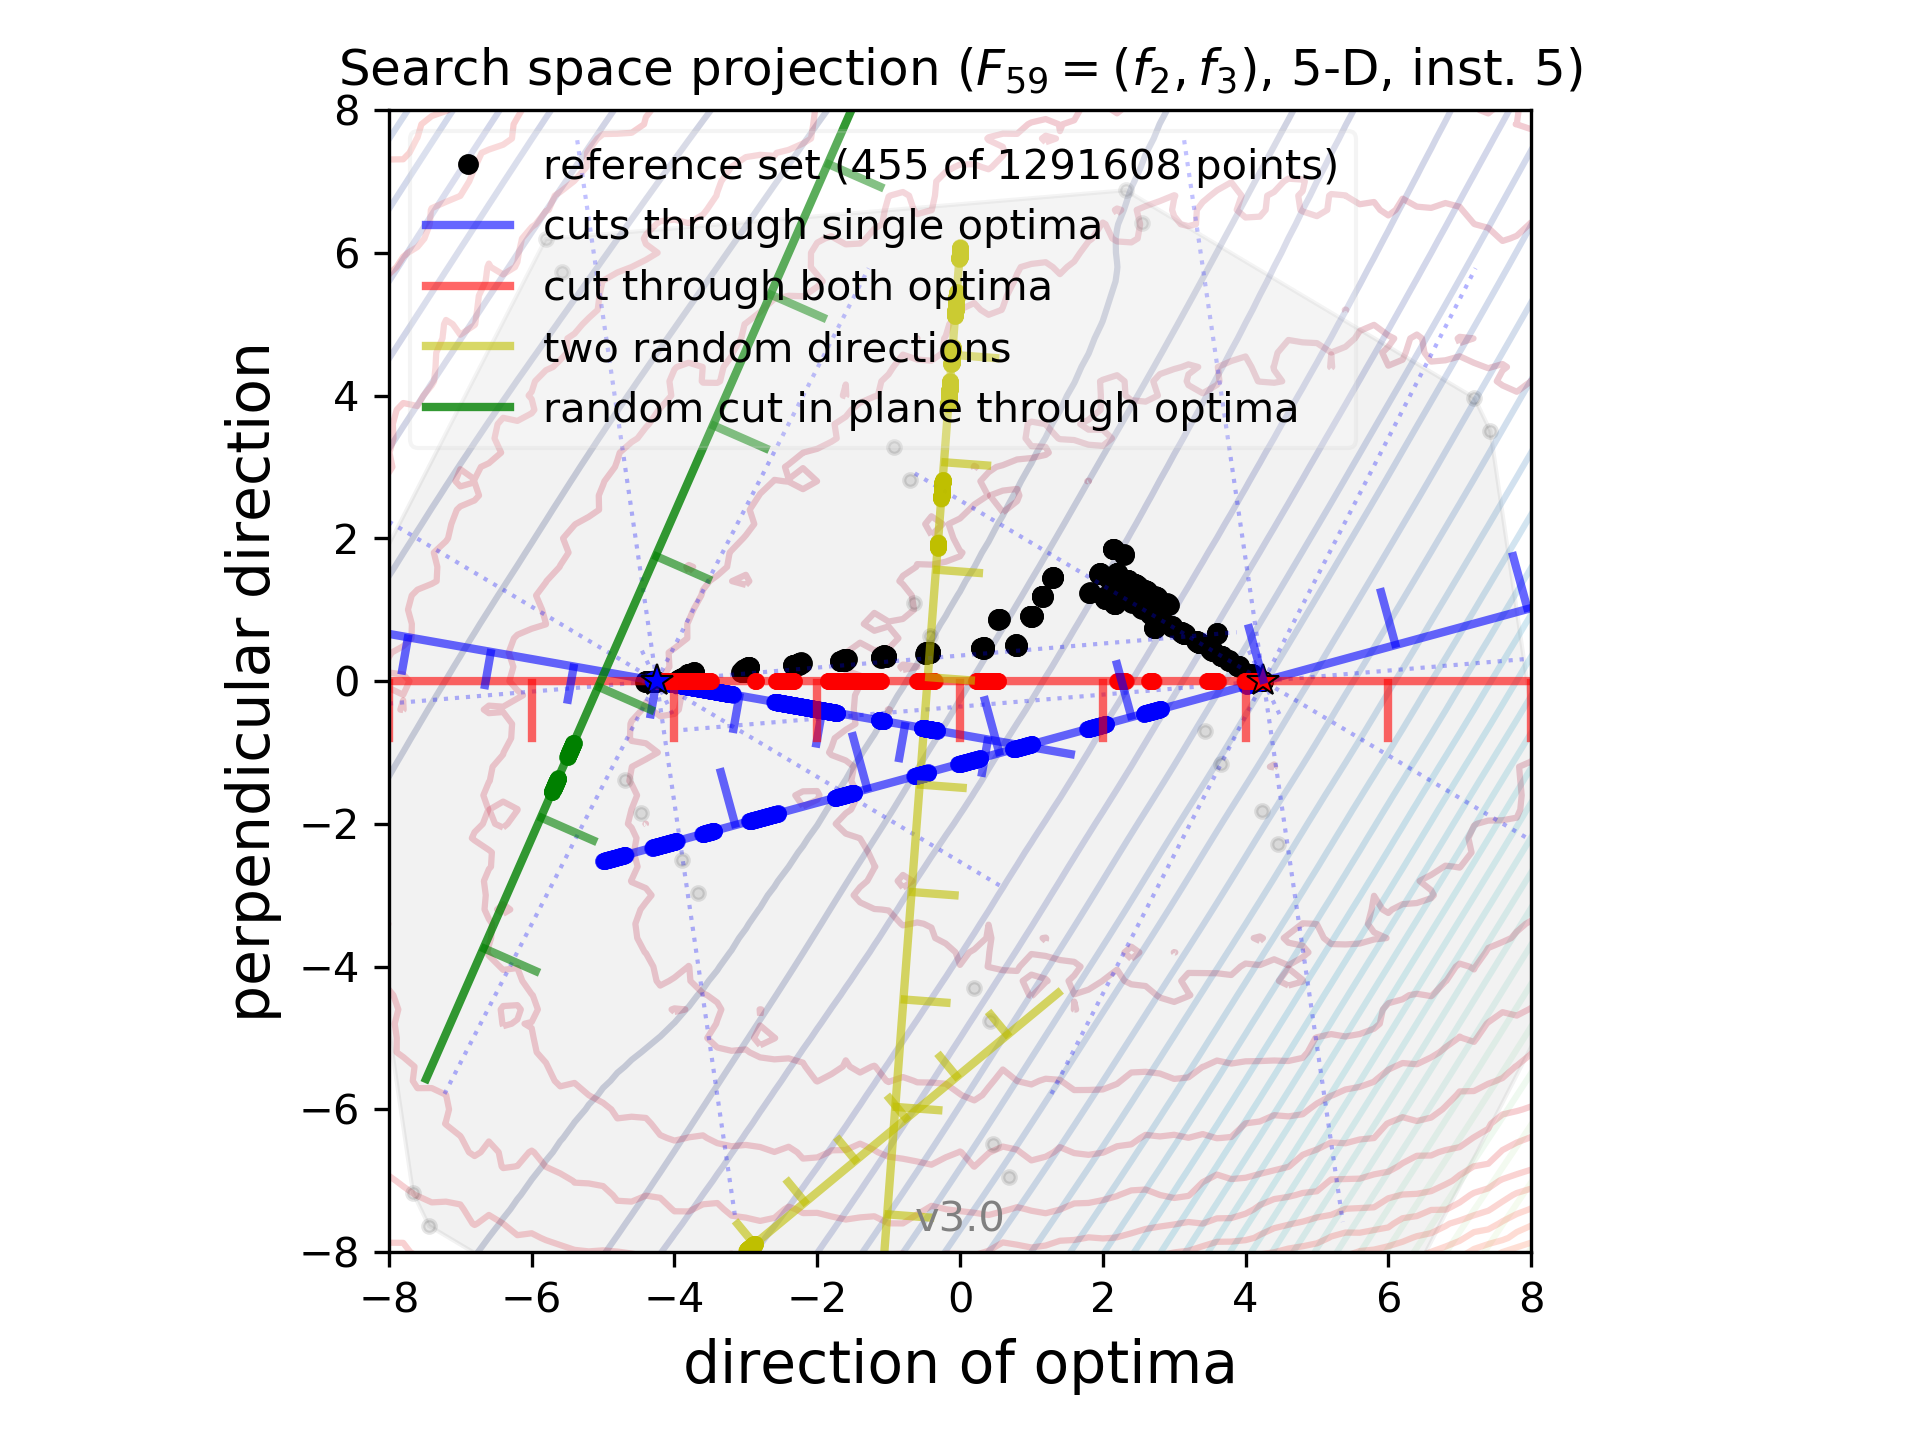 Search space projection (F₅₉ = (f₂, f₃), 5-D, inst. 5)
reference set (455 of 1291608 points)
cuts through single optima
cut through both optima
two random directions
random cut in plane through optima
8
6
4
2
0
−2
−4
−6
−8
perpendicular direction
v3.0
−8 −6 −4 −2 0 2 4 6 8
direction of optima